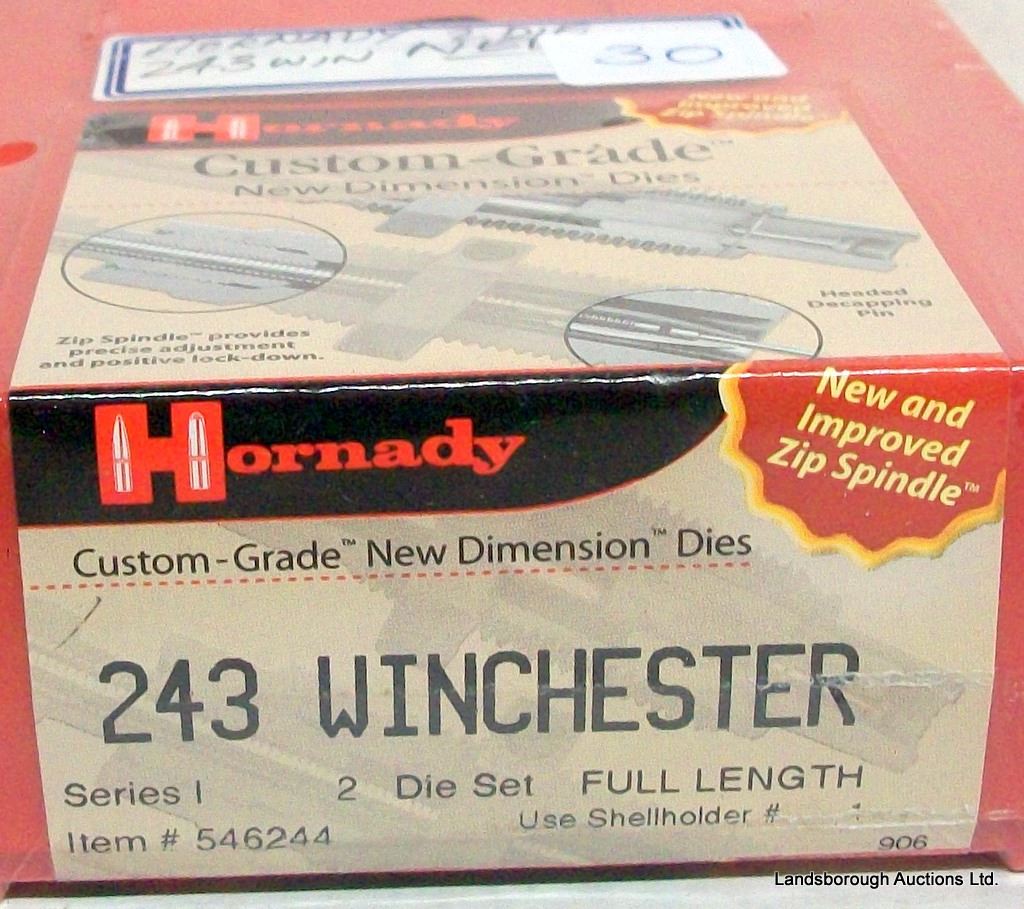 243 WIN NEW
30
Hornady
Custom-Grade™
New Dimension™ Dies
New and
Improved
Zip Spindle™
Headed
Decapping
Pin
Zip Spindle™ provides
precise adjustment
and positive lock-down.
Hornady
New and
Improved
Zip Spindle™
Custom-Grade™ New Dimension™ Dies
243 WINCHESTER
Series I 2 Die Set FULL LENGTH
Use Shellholder # 1
Item # 546244
906
Landsborough Auctions Ltd.